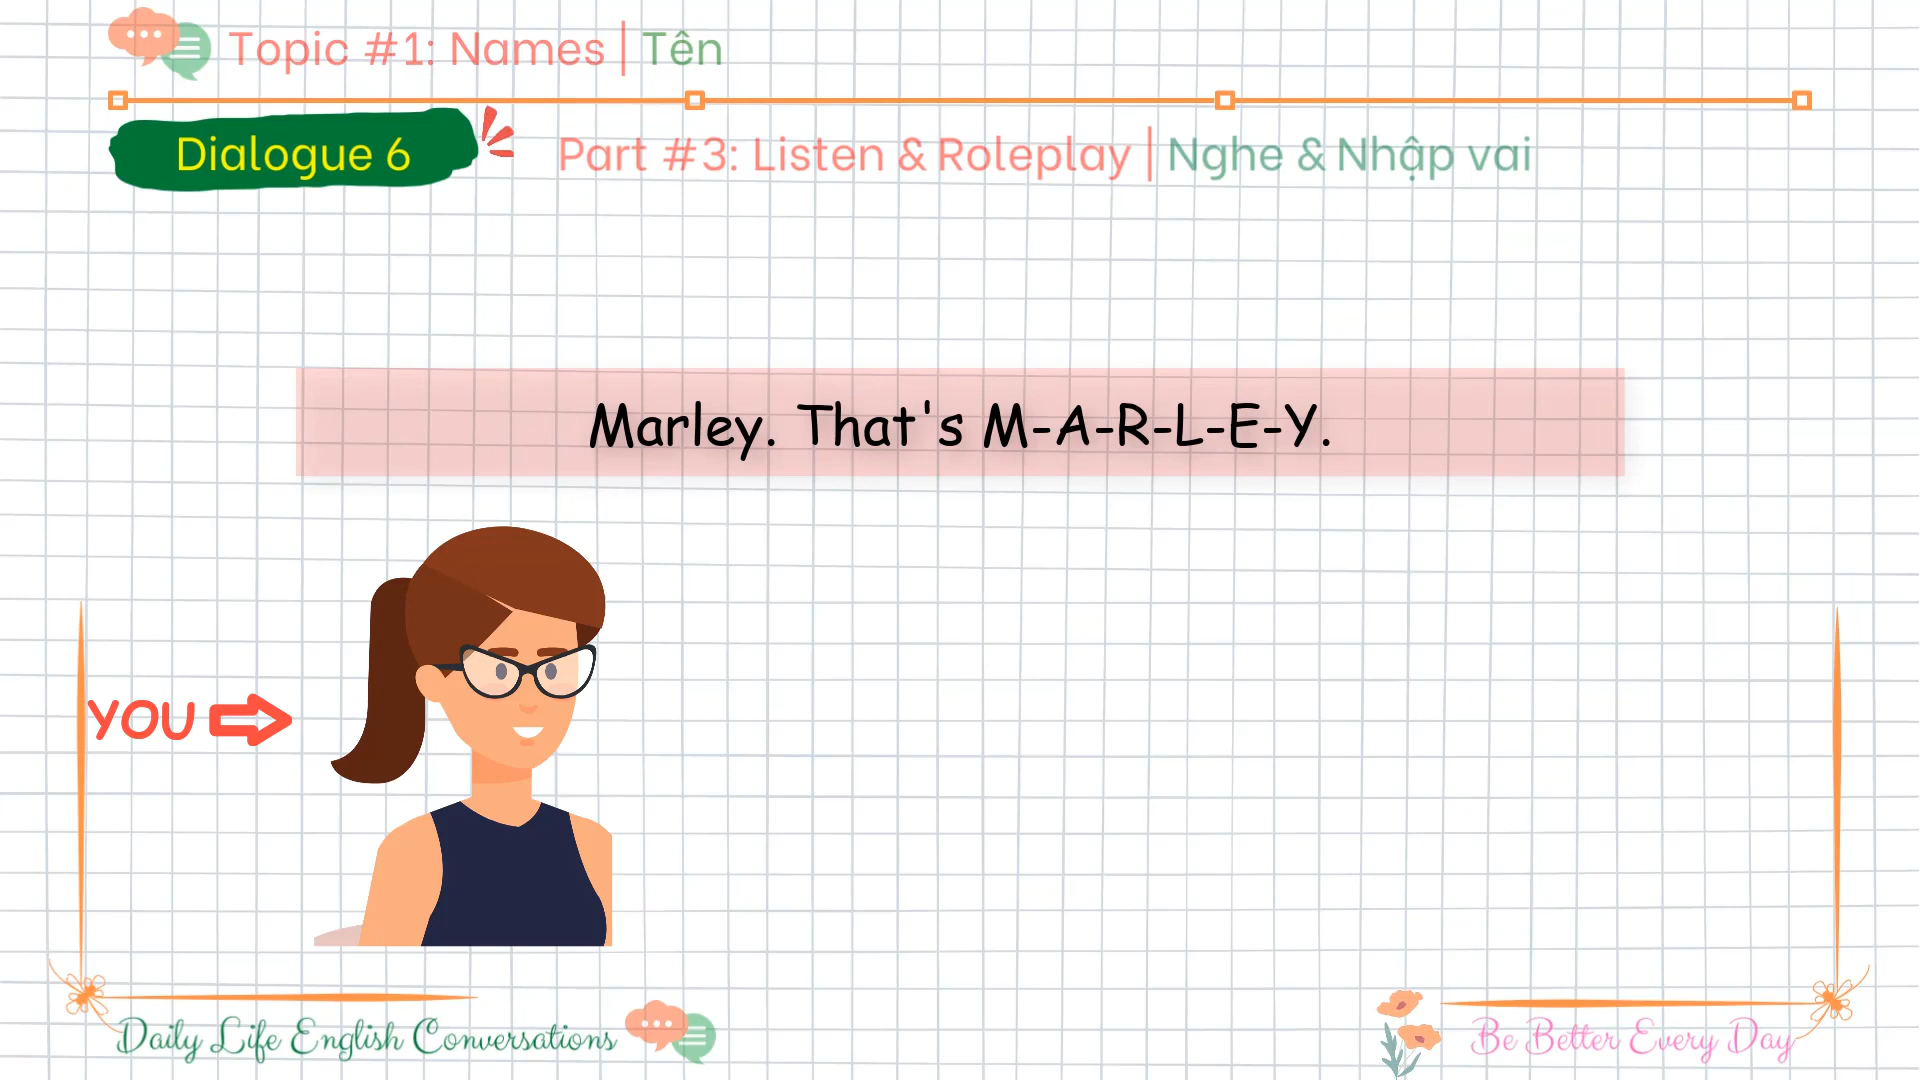 Topic #1: Names | Tên
Dialogue 6
Part #3: Listen & Roleplay | Nghe & Nhập vai
Marley. That's M-A-R-L-E-Y.
YOU
Daily Life English Conversations
Be Better Every Day